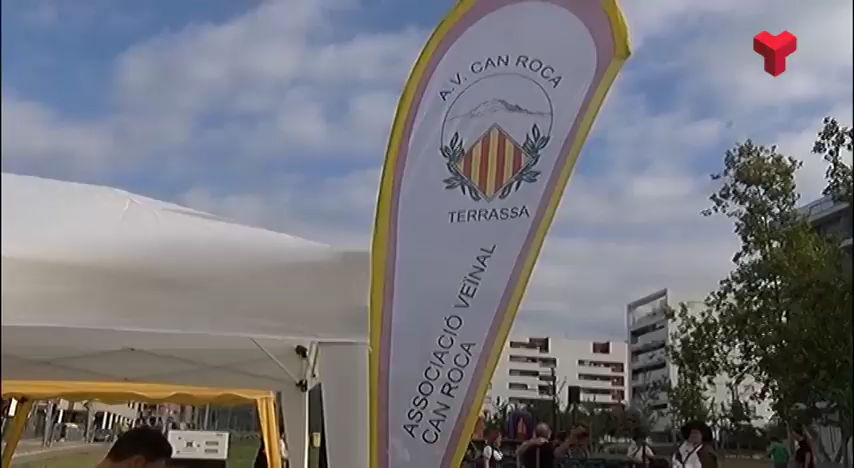 A.V. CAN ROCA
TERRASSA
ASSOCIACIÓ VEÏNAL
CAN ROCA